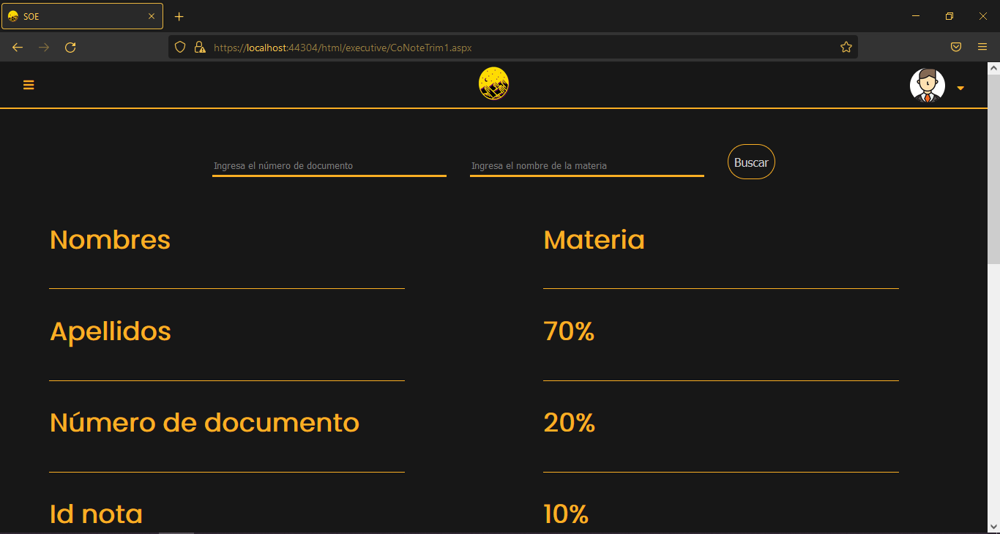 SOE
https://localhost:44304/html/executive/CoNoteTrim1.aspx
Ingresa el número de documento
Ingresa el nombre de la materia
Buscar
Nombres
Materia
Apellidos
70%
Número de documento
20%
Id nota
10%